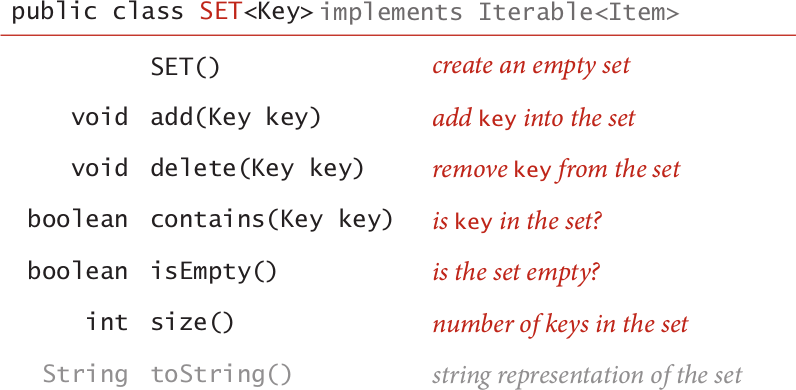 public class SET<Key> implements Iterable<Item>
SET() create an empty set
void add(Key key) add key into the set
void delete(Key key) remove key from the set
boolean contains(Key key) is key in the set?
boolean isEmpty() is the set empty?
int size() number of keys in the set
String toString() string representation of the set